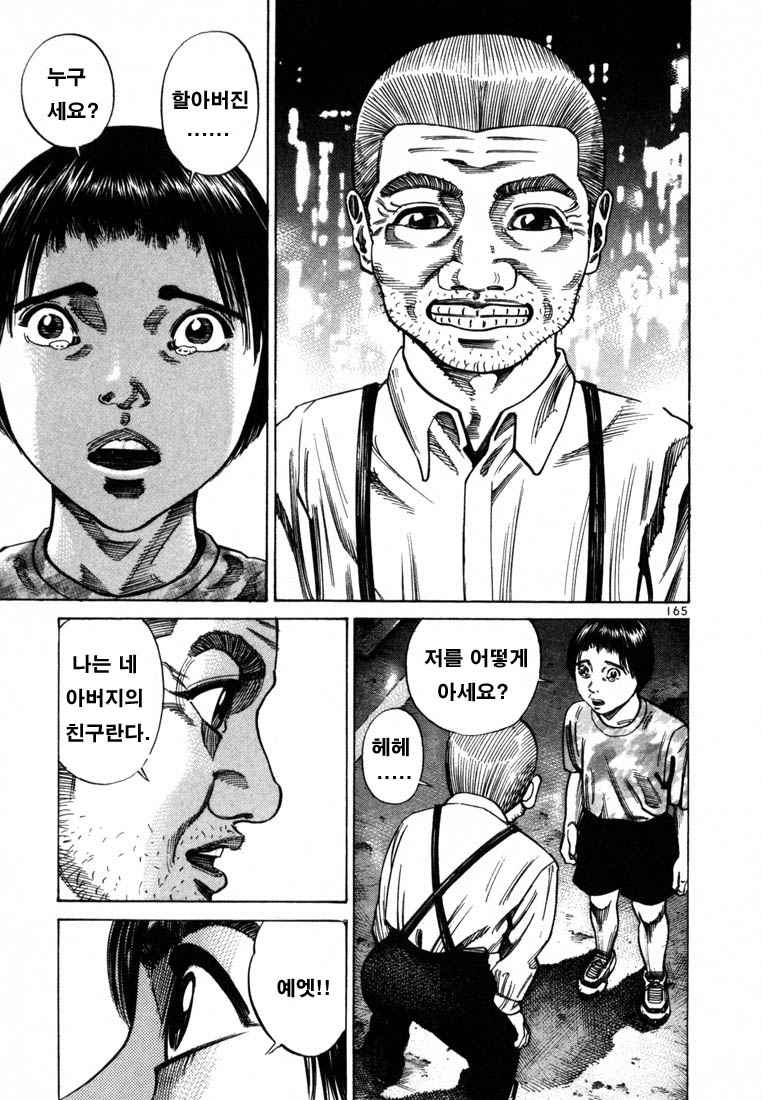 할아버진
……
누구
세요?
165
저를 어떻게
아세요?
헤헤
.....
나는 네
아버지의
친구란다.
예엣!!